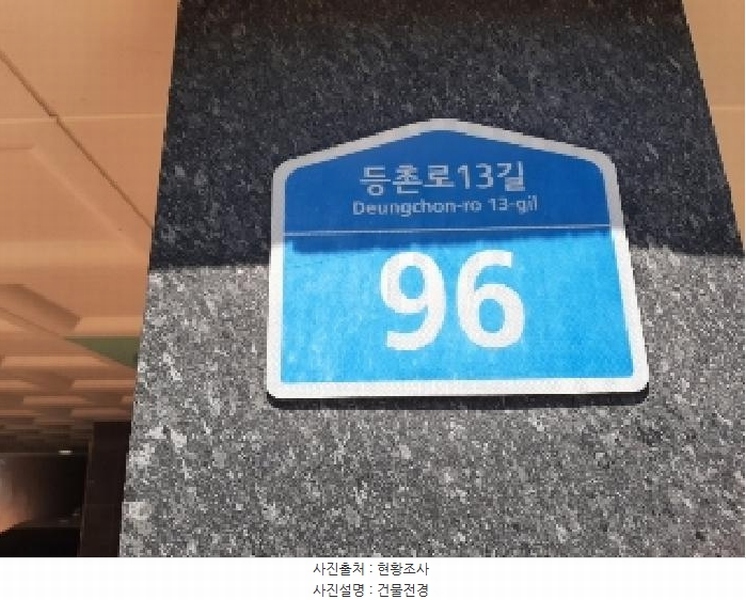 등촌로13길
Deungchon-ro 13-gil
96
사진출처 : 현황조사
사진설명 : 건물전경